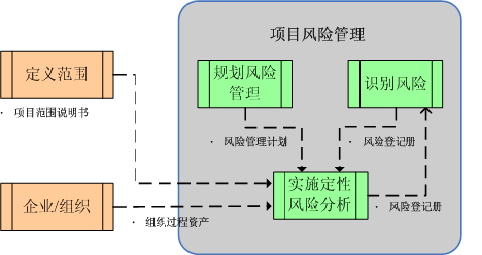 项目风险管理
定义范围
规划风险
管理
识别风险
· 项目范围说明书
· 风险管理计划
· 风险登记册
企业/组织
实施定性
风险分析
· 组织过程资产
· 风险登记册